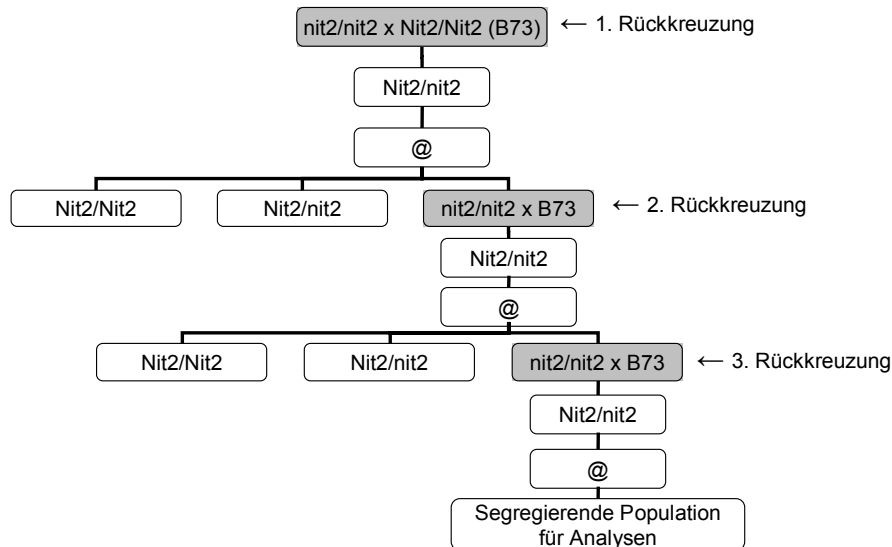 nit2/nit2 x Nit2/Nit2 (B73) ← 1. Rückkreuzung
Nit2/nit2
@
Nit2/Nit2 Nit2/nit2 nit2/nit2 x B73 ← 2. Rückkreuzung
Nit2/nit2
@
Nit2/Nit2 Nit2/nit2 nit2/nit2 x B73 ← 3. Rückkreuzung
Nit2/nit2
@
Segregierende Population
für Analysen